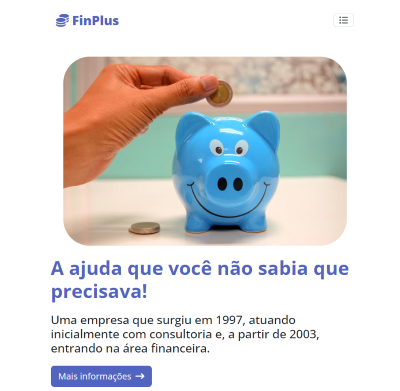 FinPlus
A ajuda que você não sabia que
precisava!
Uma empresa que surgiu em 1997, atuando
inicialmente com consultoria e, a partir de 2003,
entrando na área financeira.
Mais informações →